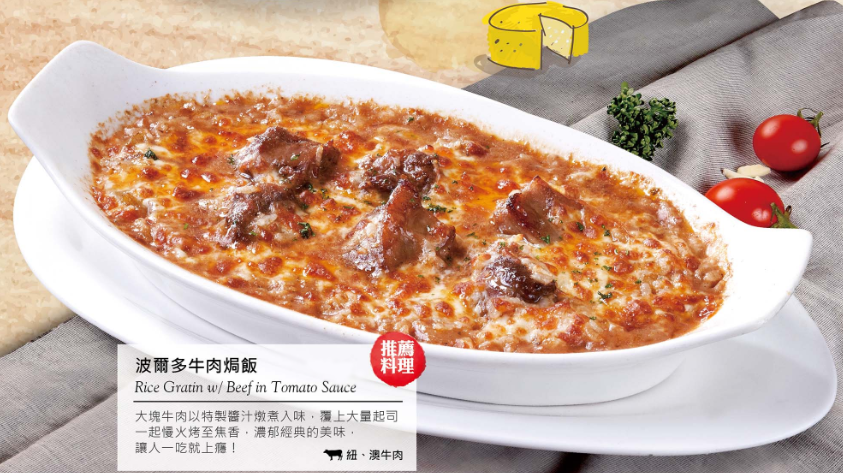 推薦
料理
波爾多牛肉焗飯
Rice Gratin w/ Beef in Tomato Sauce
大塊牛肉以特製醬汁燉煮入味，覆上大量起司
一起慢火烤至焦香，濃郁經典的美味，
讓人一吃就上癮！
紐、澳牛肉